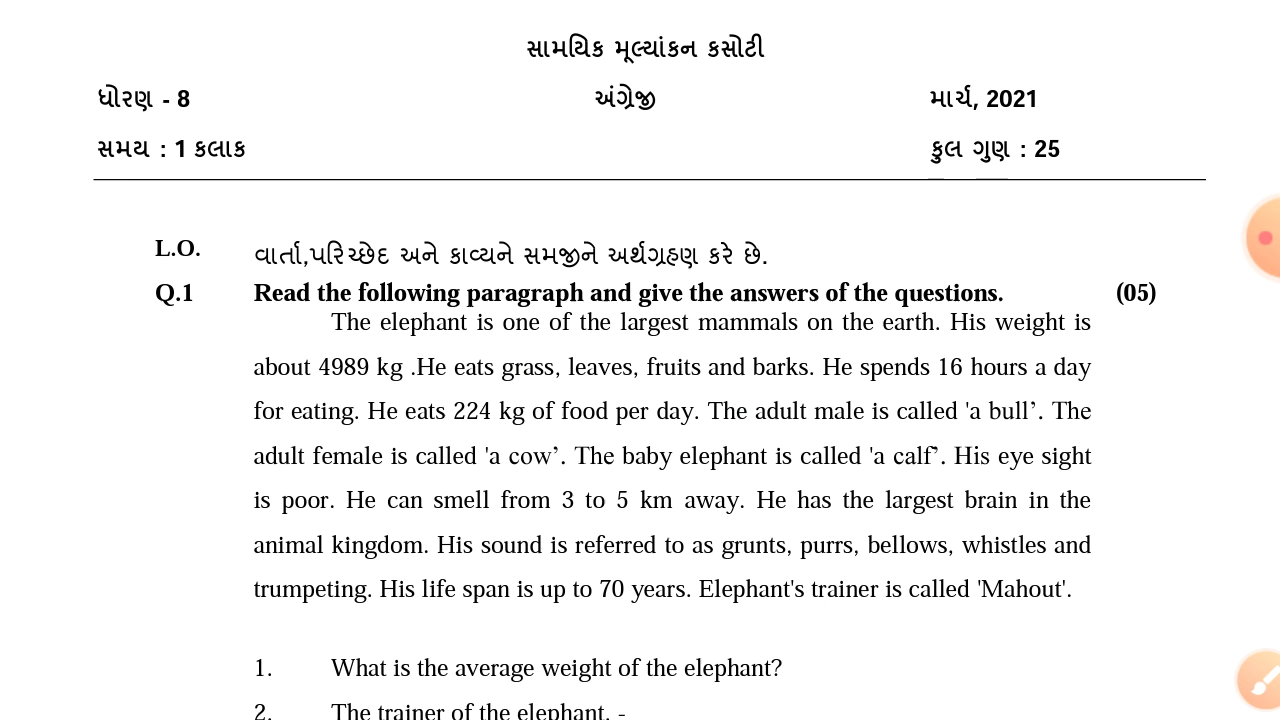 સામયિક મૂલ્યાંકન કસોટી
ધોરણ - 8 અંગ્રેજી માર્ચ, 2021
સમય : 1 કલાક કુલ ગુણ : 25
L.O. વાર્તા,પરિચ્છેદ અને કાવ્યને સમજીને અર્થગ્રહણ કરે છે.
Q.1 Read the following paragraph and give the answers of the questions. (05)
The elephant is one of the largest mammals on the earth. His weight is
about 4989 kg .He eats grass, leaves, fruits and barks. He spends 16 hours a day
for eating. He eats 224 kg of food per day. The adult male is called 'a bull’. The
adult female is called 'a cow’. The baby elephant is called 'a calf’. His eye sight
is poor. He can smell from 3 to 5 km away. He has the largest brain in the
animal kingdom. His sound is referred to as grunts, purrs, bellows, whistles and
trumpeting. His life span is up to 70 years. Elephant's trainer is called 'Mahout'.
1. What is the average weight of the elephant?
2. The trainer of the elephant. -